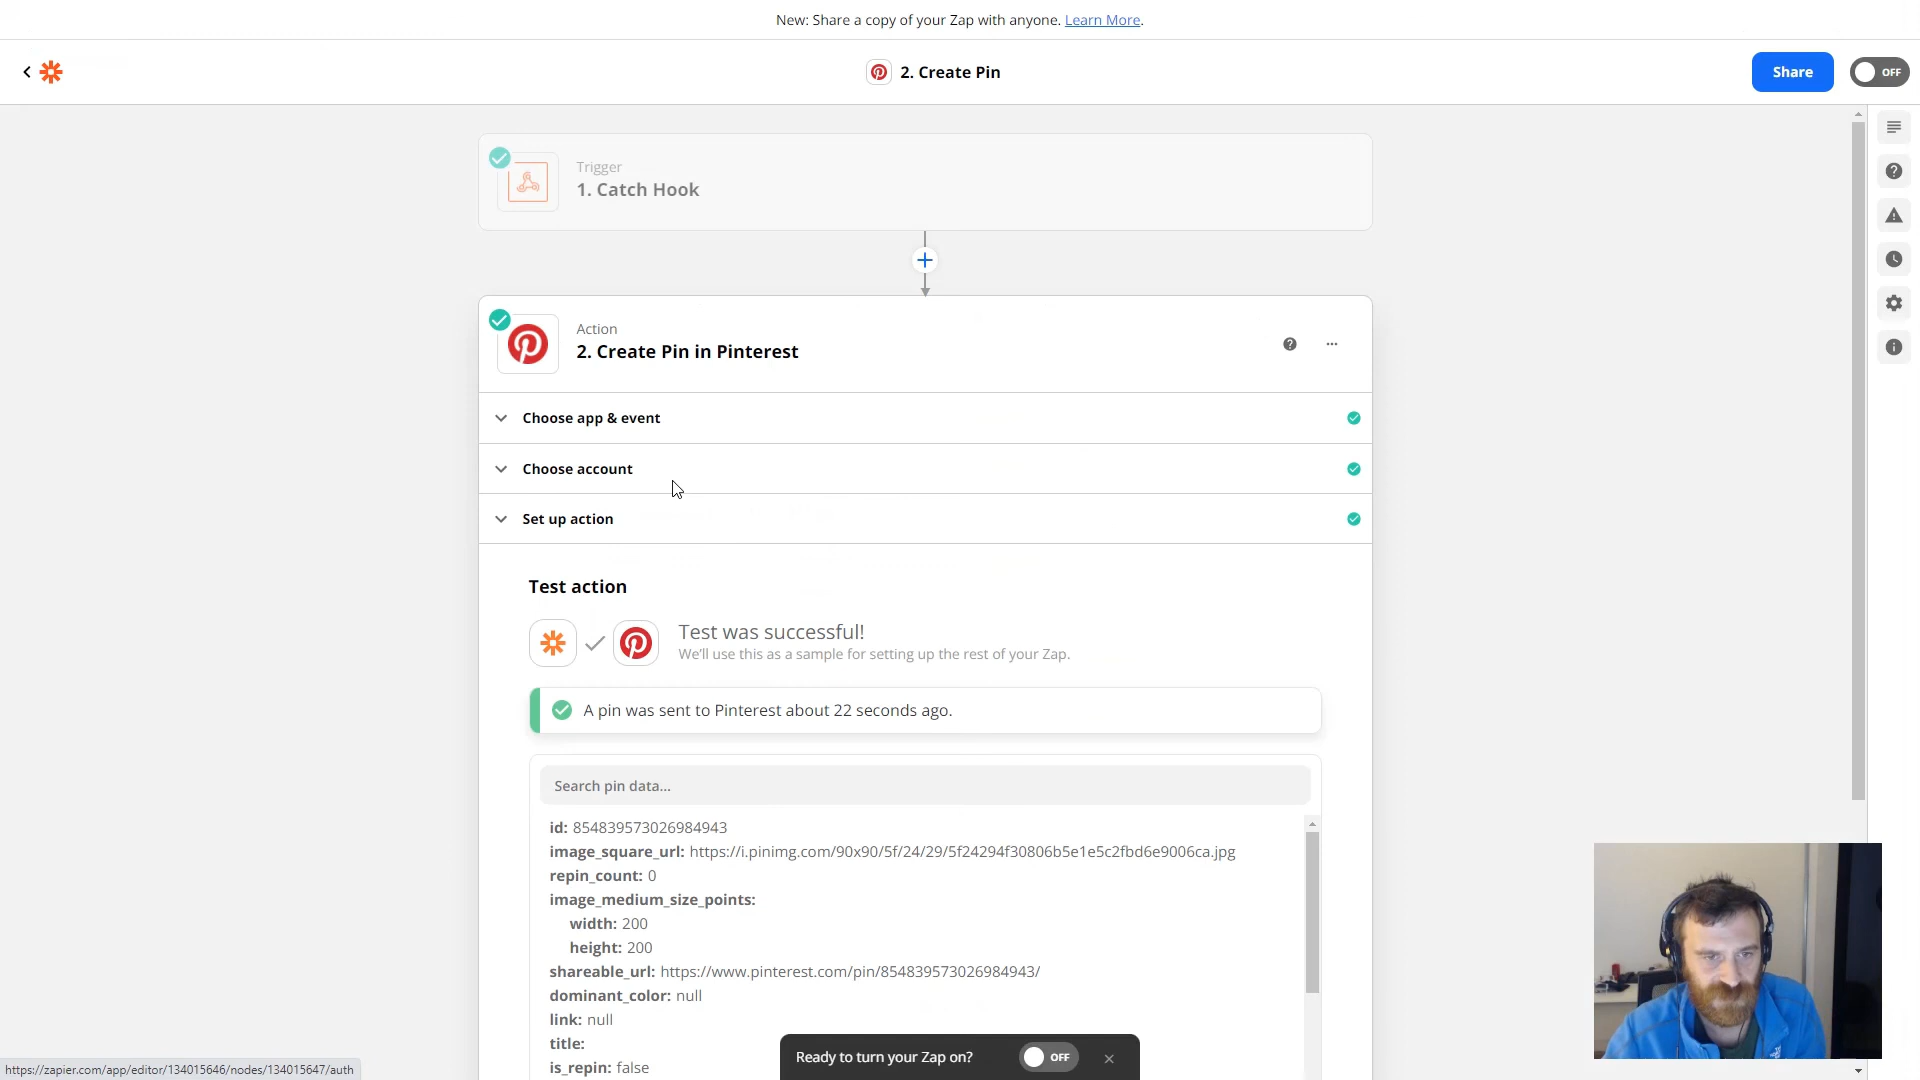 New: Share a copy of your Zap with anyone. Learn More.
2. Create Pin
Share
OFF
Trigger
1. Catch Hook
Action
2. Create Pin in Pinterest
Choose app & event
Choose account
Set up action
Test action
Test was successful!
We'll use this as a sample for setting up the rest of your Zap.
A pin was sent to Pinterest about 22 seconds ago.
Search pin data...
id: 854839573026984943
image_square_url: https://i.pinimg.com/90x90/5f/24/29/5f24294f30806b5e1e5c2fbd6e9006ca.jpg
repin_count: 0
image_medium_size_points:
width: 200
height: 200
shareable_url: https://www.pinterest.com/pin/854839573026984943/
dominant_color: null
link: null
title:
is_repin: false
Ready to turn your Zap on?
OFF
https://zapier.com/app/editor/134015646/nodes/134015647/auth